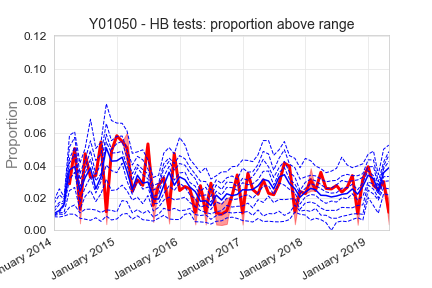 Y01050 - HB tests: proportion above range
0.12
0.10
0.08
0.06
0.04
0.02
0.00
Proportion
January 2015
January 2016
January 2017
January 2018
January 2019
2014